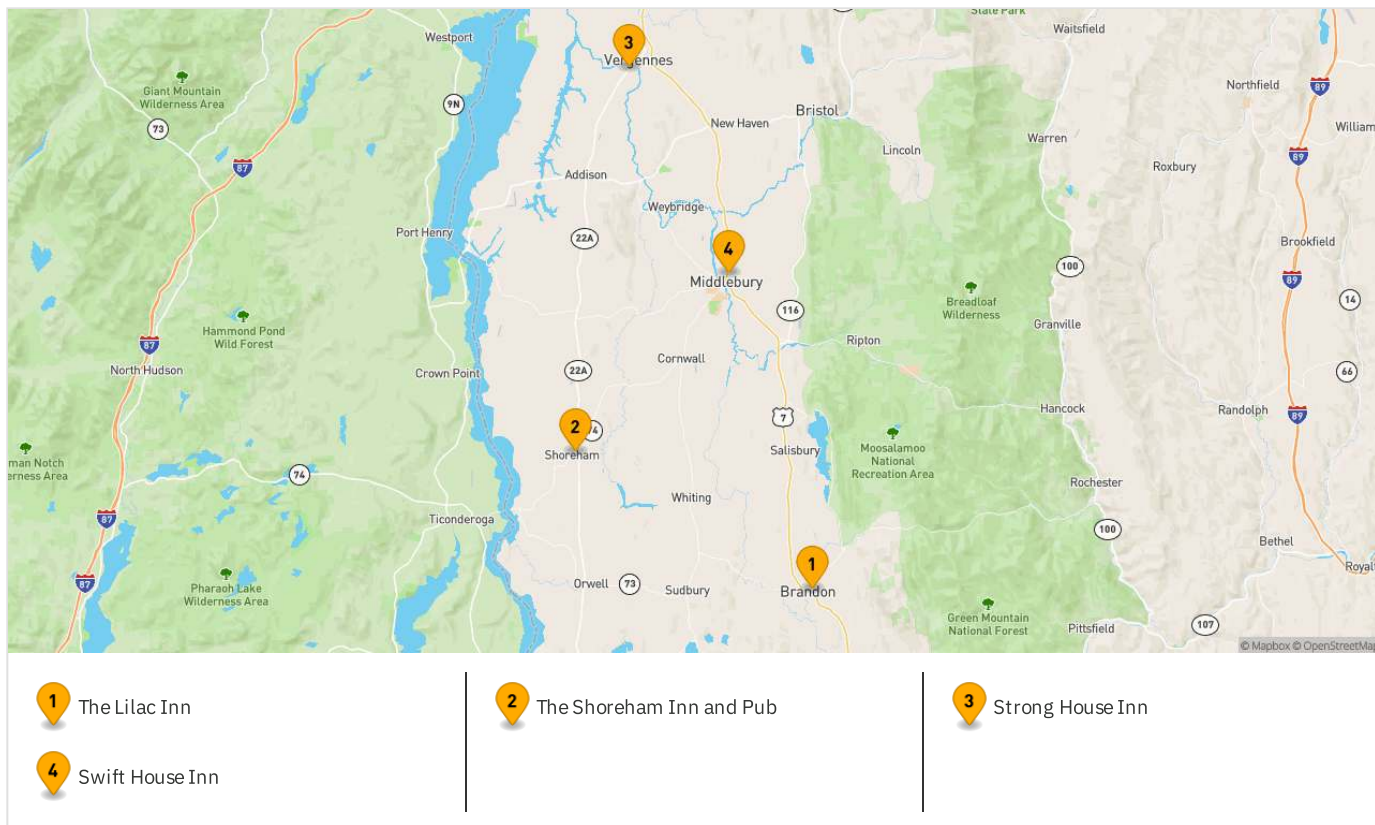 State Park
Westport
3
Vergennes
Waitsfield
Giant Mountain
Wilderness Area
9N
Northfield
89
73
Bristol
New Haven
Warren
William
Lincoln
89
87
Roxbury
Addison
Weybridge
Port Henry
22A
4
Brookfield
Middlebury
100
89
Breadloaf
Wilderness
14
116
Hammond Pond
Wild Forest
Granville
87
Ripton
Cornwall
North Hudson
Crown Point
22A
66
7
Hancock
Randolph
89
2
Shoreham
Salisbury
Moosalamoo
National
Recreation Area
man Notch
erness Area
74
Rochester
Whiting
87
Ticonderoga
100
Bethel
1
Royalt
87
Pharaoh Lake
Wilderness Area
Orwell
73
Sudbury
Brandon
Green Mountain
National Forest
Pittsfield
107
© Mapbox © OpenStreetMap
1 The Lilac Inn
2 The Shoreham Inn and Pub
3 Strong House Inn
4 Swift House Inn